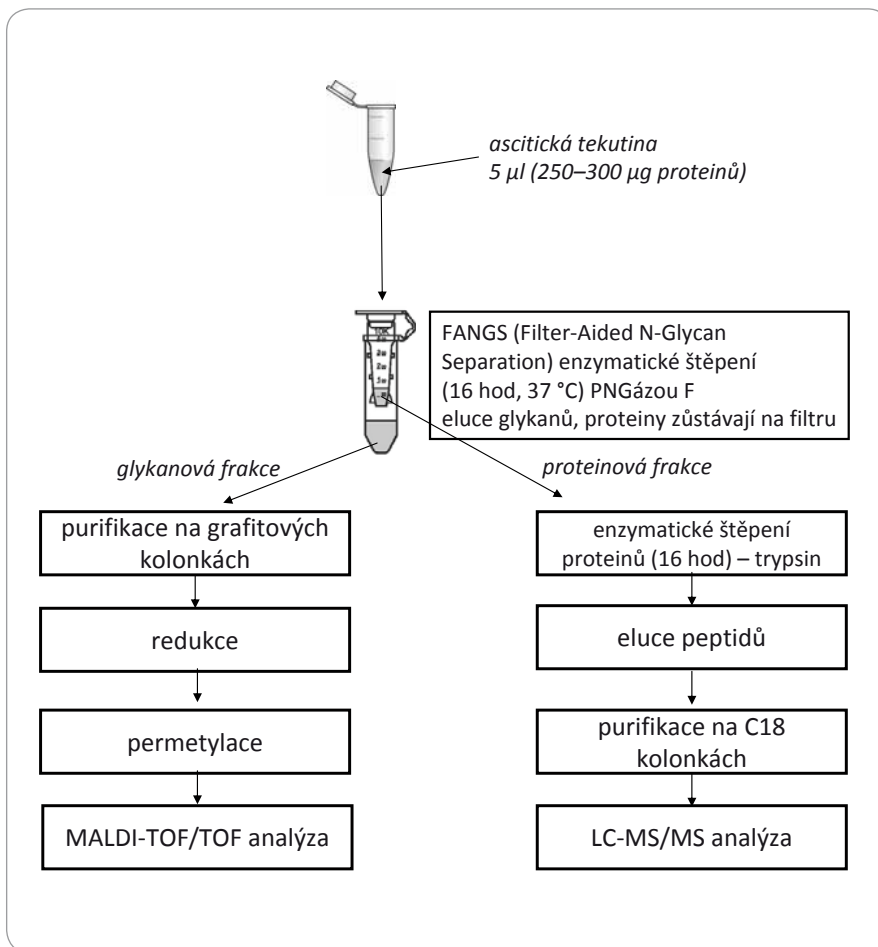 ascitická tekutina
5 µl (250–300 µg proteinů)
FANGS (Filter-Aided N-Glycan
Separation) enzymatické štěpení
(16 hod, 37 °C) PNGázou F
eluce glykanů, proteiny zůstávají na filtru
glykanová frakce
proteinová frakce
purifikace na grafitových
kolonkách
redukce
permetylace
MALDI-TOF/TOF analýza
enzymatické štěpení
proteinů (16 hod) – trypsin
eluce peptidů
purifikace na C18
kolonkách
LC-MS/MS analýza